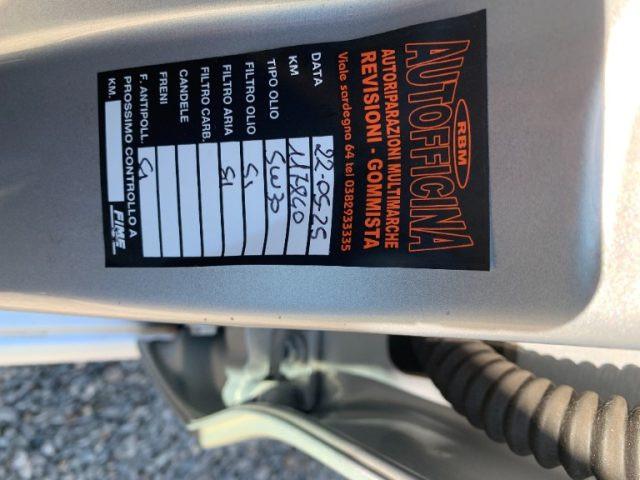 RBM
AUTOFFICINA
AUTORIPARAZIONI MULTIMARCHE
REVISIONI - GOMMISTA
Viale sardegna 64 tel 0382933335
DATA 22-05-25
KM
TIPO OLIO 5W30
FILTRO OLIO SI
FILTRO ARIA SI
FILTRO CARB.
CANDELE
FRENI
F. ANTIPOLL. SI
PROSSIMO CONTROLLO A
KM. FIME